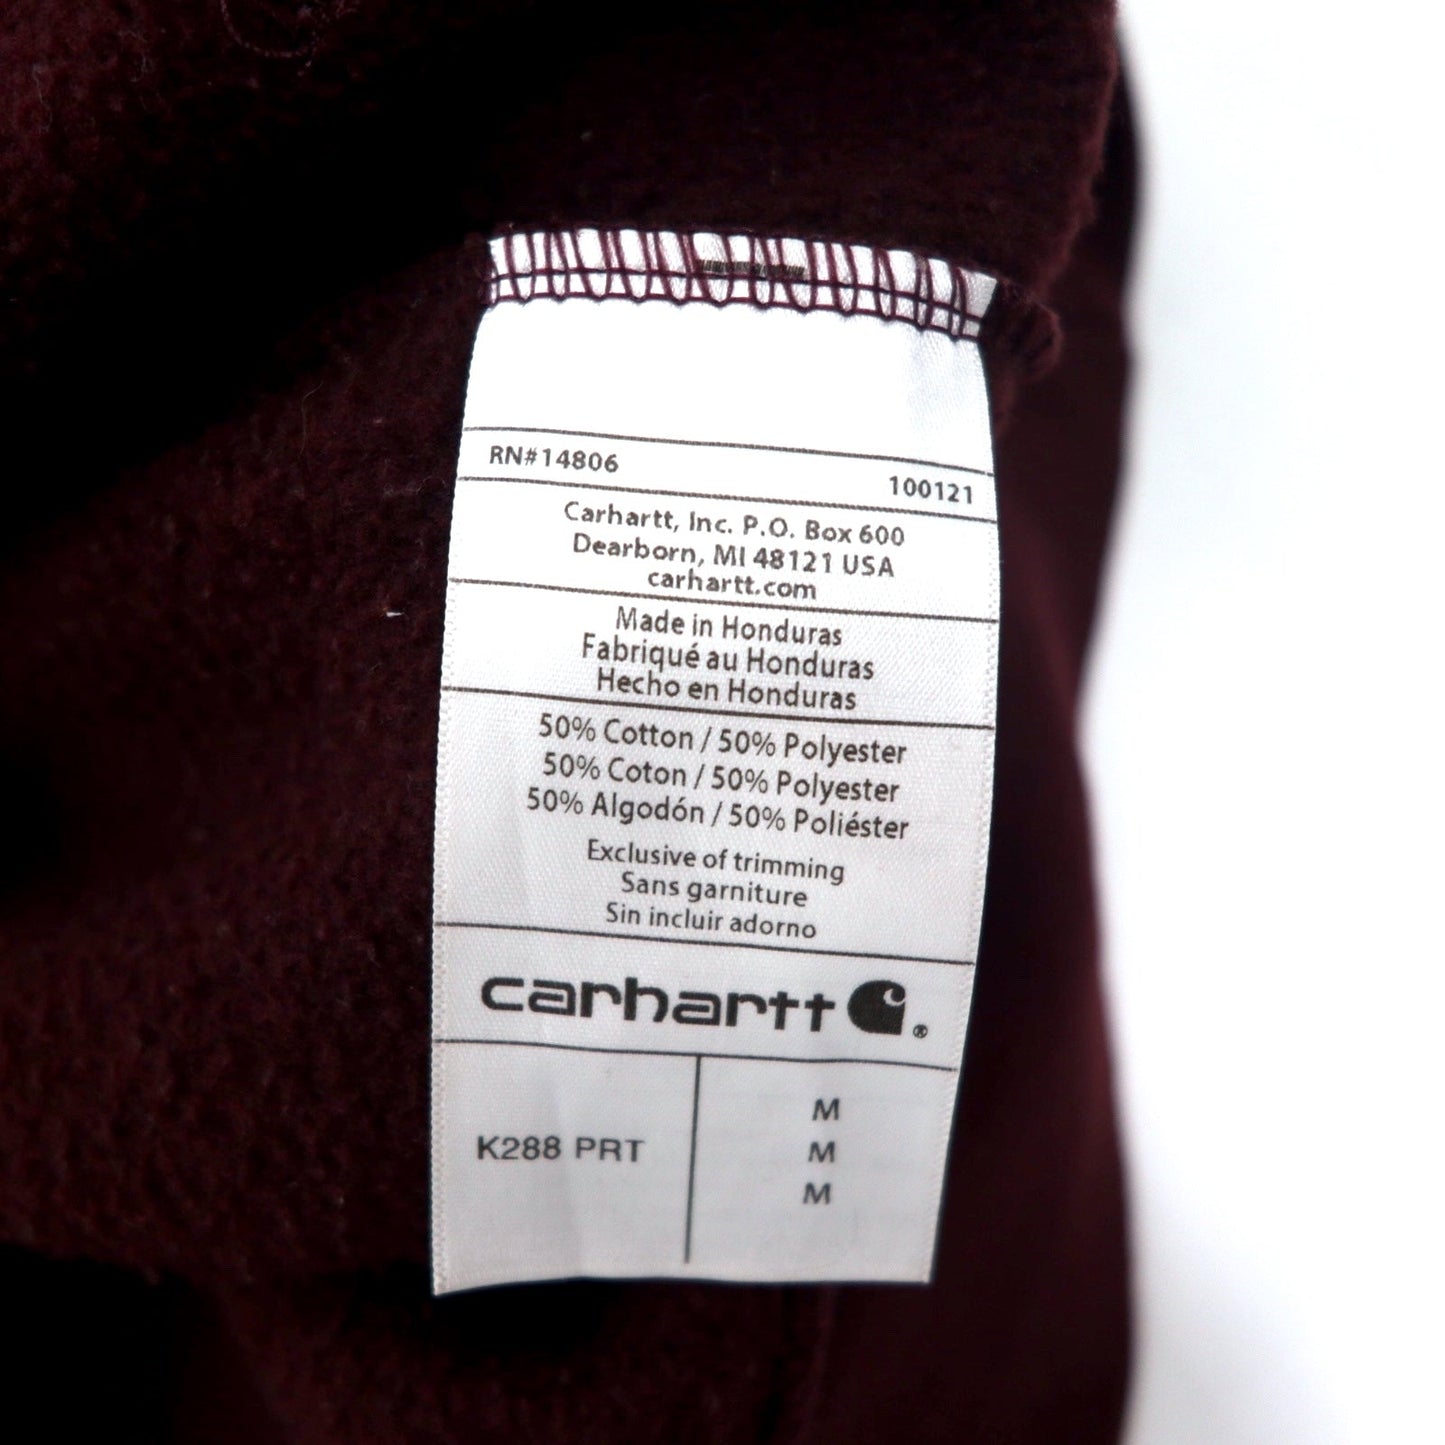 RN#14806 100121
Carhartt, Inc. P.O. Box 600
Dearborn, MI 48121 USA
carhartt.com
Made in Honduras
Fabriqué au Honduras
Hecho en Honduras
50% Cotton / 50% Polyester
50% Coton / 50% Polyester
50% Algodón / 50% Poliéster
Exclusive of trimming
Sans garniture
Sin incluir adorno
carhartt ®
K288 PRT
M
M
M